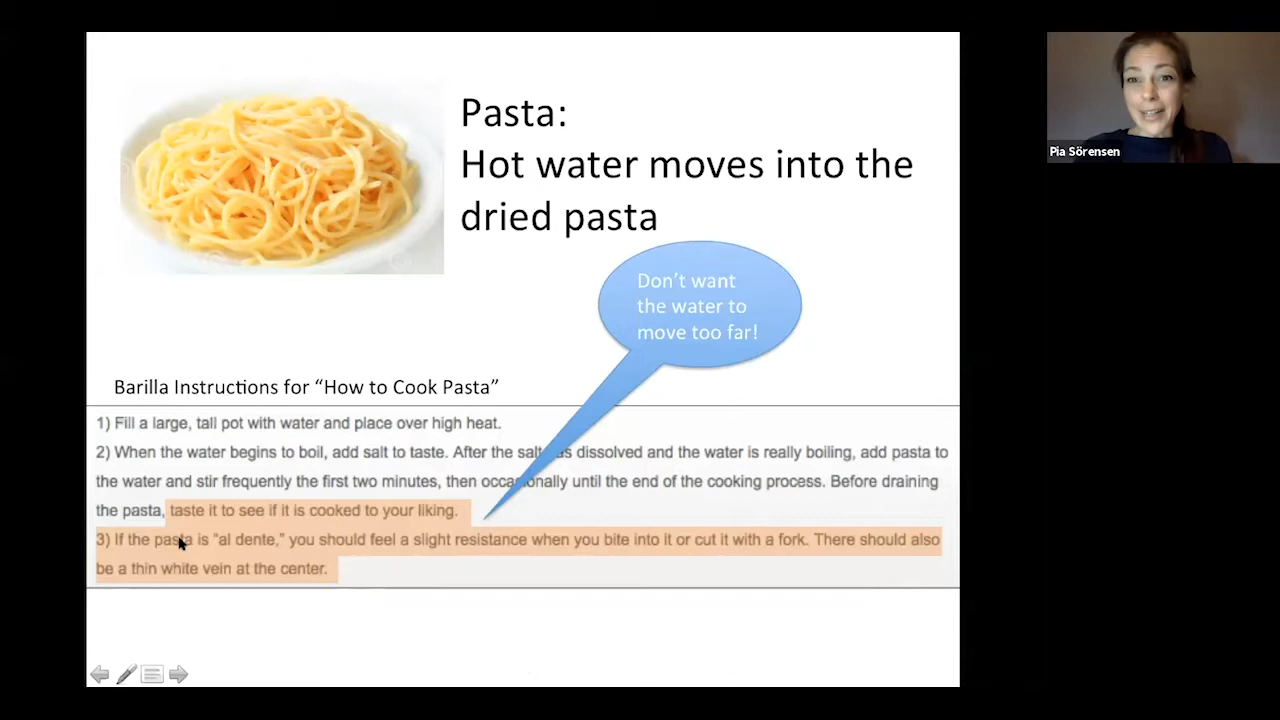 Pasta:
Hot water moves into the
dried pasta
Don't want
the water to
move too far!
Barilla Instructions for “How to Cook Pasta”
1) Fill a large, tall pot with water and place over high heat.
2) When the water begins to boil, add salt to taste. After the salt has dissolved and the water is really boiling, add pasta to
the water and stir frequently the first two minutes, then occasionally until the end of the cooking process. Before draining
the pasta, taste it to see if it is cooked to your liking.
3) If the pasta is “al dente,” you should feel a slight resistance when you bite into it or cut it with a fork. There should also
be a thin white vein at the center.
Pia Sörensen